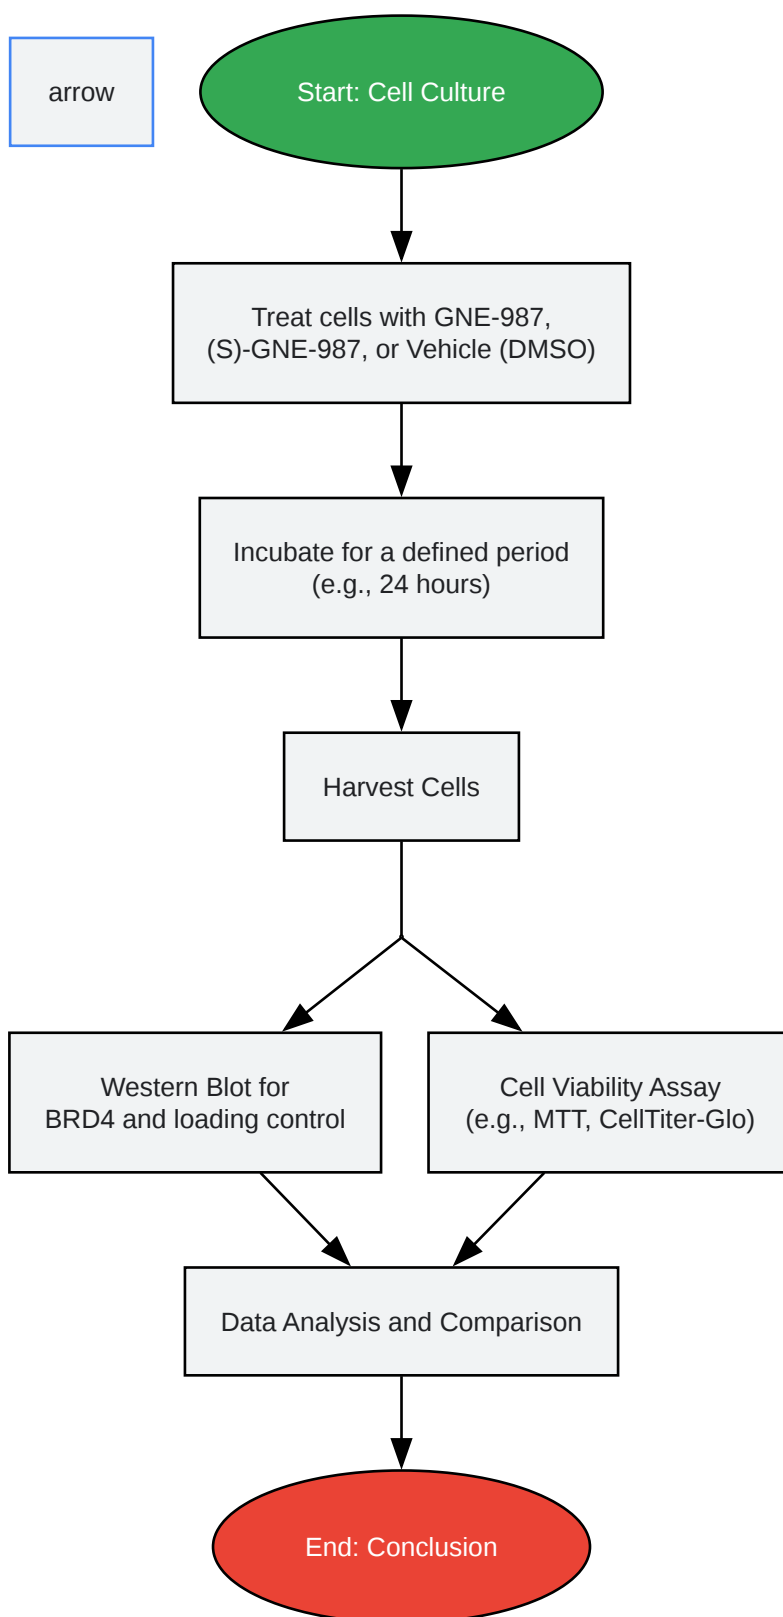 arrow
Start: Cell Culture
Treat cells with GNE-987,
(S)-GNE-987, or Vehicle (DMSO)
Incubate for a defined period
(e.g., 24 hours)
Harvest Cells
Western Blot for
BRD4 and loading control
Cell Viability Assay
(e.g., MTT, CellTiter-Glo)
Data Analysis and Comparison
End: Conclusion